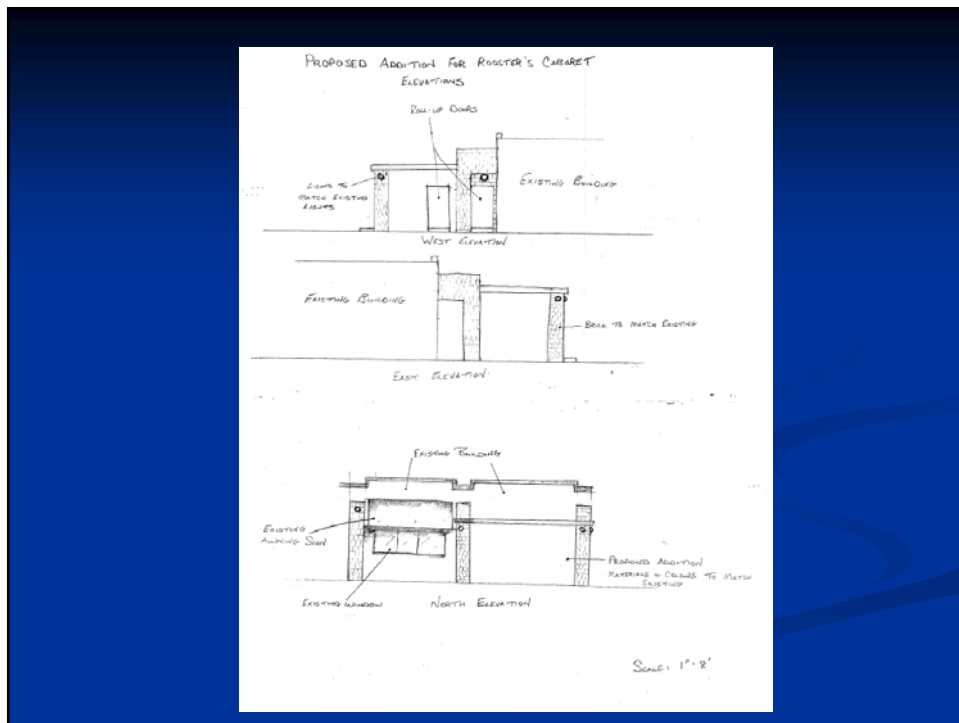 PROPOSED ADDITION FOR ROOSTER'S CABARET
ELEVATIONS
ROLL-UP DOORS
EXISTING BUILDING
LIGHTS TO
MATCH EXISTING
LIGHTS
WEST ELEVATION
EXISTING BUILDING
BRICK TO MATCH EXISTING
EAST ELEVATION
EXISTING BUILDING
EXISTING
AWNING SIGN
PROPOSED ADDITION
MATERIALS & COLOURS TO MATCH
EXISTING
EXISTING WINDOW
NORTH ELEVATION
SCALE: 1"=8'